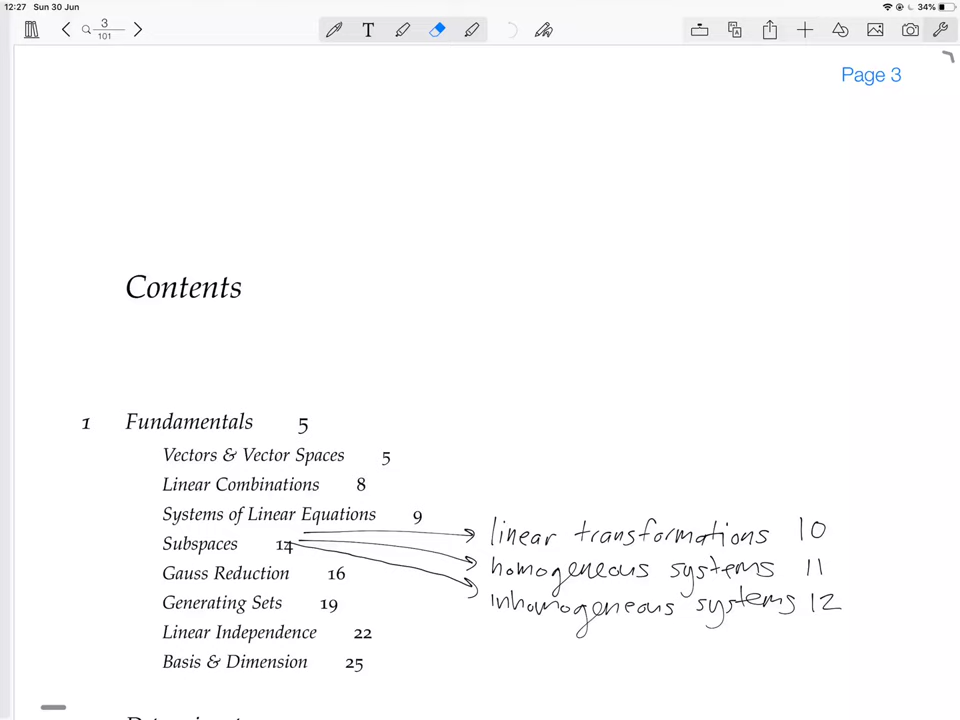 12:27 Sun 30 Jun 34%
3
101
T
Page 3
Contents
1 Fundamentals 5
Vectors & Vector Spaces 5
Linear Combinations 8
Systems of Linear Equations 9
linear transformations 10
Subspaces 14
homogeneous systems 11
Gauss Reduction 16
inhomogeneous systems 12
Generating Sets 19
Linear Independence 22
Basis & Dimension 25